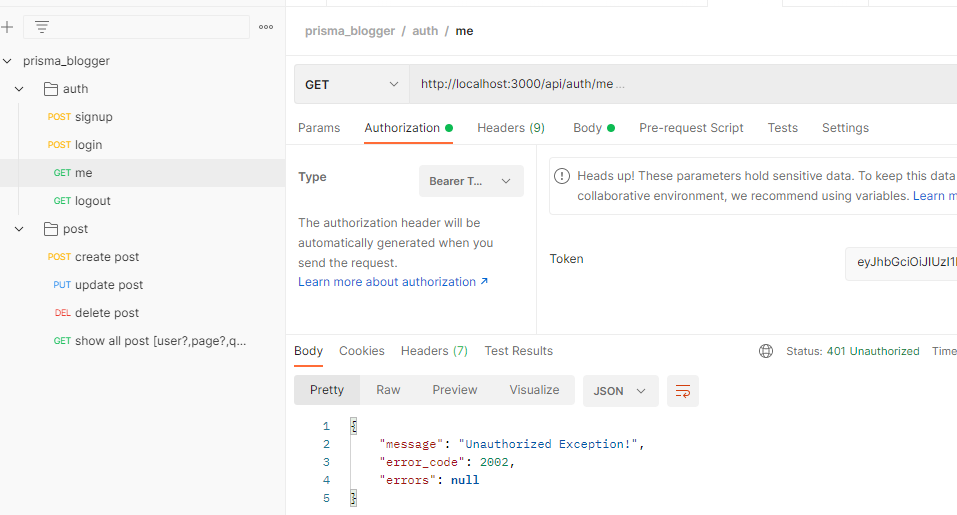 prisma_blogger
auth
POST signup
POST login
GET me
GET logout
post
POST create post
PUT update post
DEL delete post
GET show all post [user?,page?,q...
prisma_blogger / auth / me
GET http://localhost:3000/api/auth/me ...
Params Authorization Headers (9) Body Pre-request Script Tests Settings
Type Bearer T...
The authorization header will be
automatically generated when you
send the request.
Learn more about authorization ↗
Heads up! These parameters hold sensitive data. To keep this data
collaborative environment, we recommend using variables. Learn m
Token eyJhbGciOiJIUzI1
Body Cookies Headers (7) Test Results Status: 401 Unauthorized Time
Pretty Raw Preview Visualize JSON
1 {
2 "message": "Unauthorized Exception!",
3 "error_code": 2002,
4 "errors": null
5 }